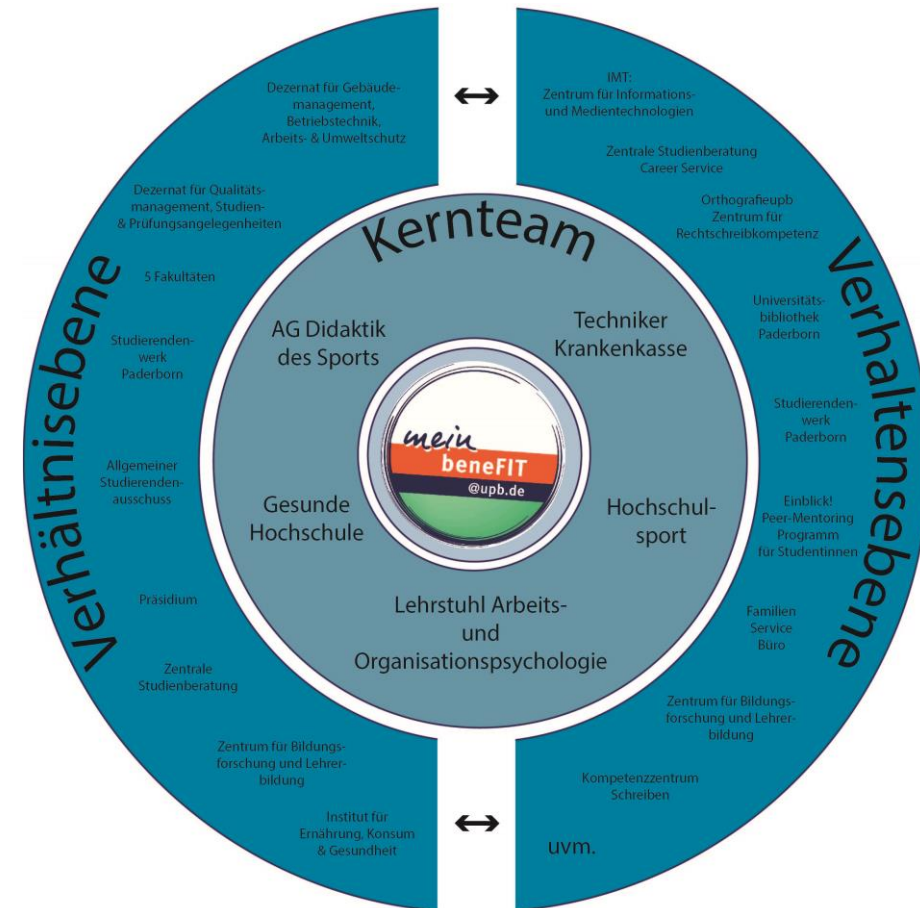 Dezernat für Gebäude-
management,
Betriebstechnik,
Arbeits- & Umweltschutz
Dezernat für Qualitäts-
management, Studien-
& Prüfungsangelegenheiten
5 Fakultäten
Studierenden-
werk
Paderborn
Allgemeiner
Studierenden-
ausschuss
Präsidium
Zentrale
Studienberatung
Zentrum für Bildungs-
forschung und Lehrer-
bildung
Institut für
Ernährung, Konsum
& Gesundheit
Verhältnisebene
↔
Kernteam
AG Didaktik
des Sports
Techniker
Krankenkasse
mein
beneFIT
@upb.de
Gesunde
Hochschule
Hochschul-
sport
Lehrstuhl Arbeits-
und
Organisationspsychologie
↔
IMT:
Zentrum für Informations-
und Medientechnologien
Zentrale Studienberatung
Career Service
Orthografieupb
Zentrum für
Rechtschreibkompetenz
Universitäts-
bibliothek
Paderborn
Studierenden-
werk
Paderborn
Einblick!
Peer-Mentoring
Programm
für Studentinnen
Familien
Service
Büro
Zentrum für Bildungs-
forschung und Lehrer-
bildung
Kompetenzzentrum
Schreiben
uvm.
Verhaltensebene